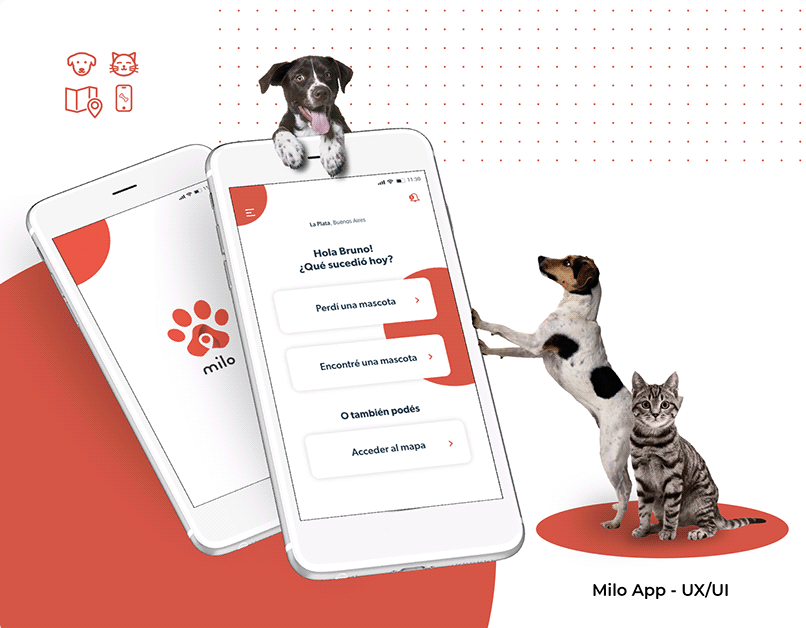 11:30
La Plata, Buenos Aires
Hola Bruno!
¿Qué sucedió hoy?
Perdí una mascota
Encontré una mascota
O también podés
Acceder al mapa
milo
Milo App - UX/UI